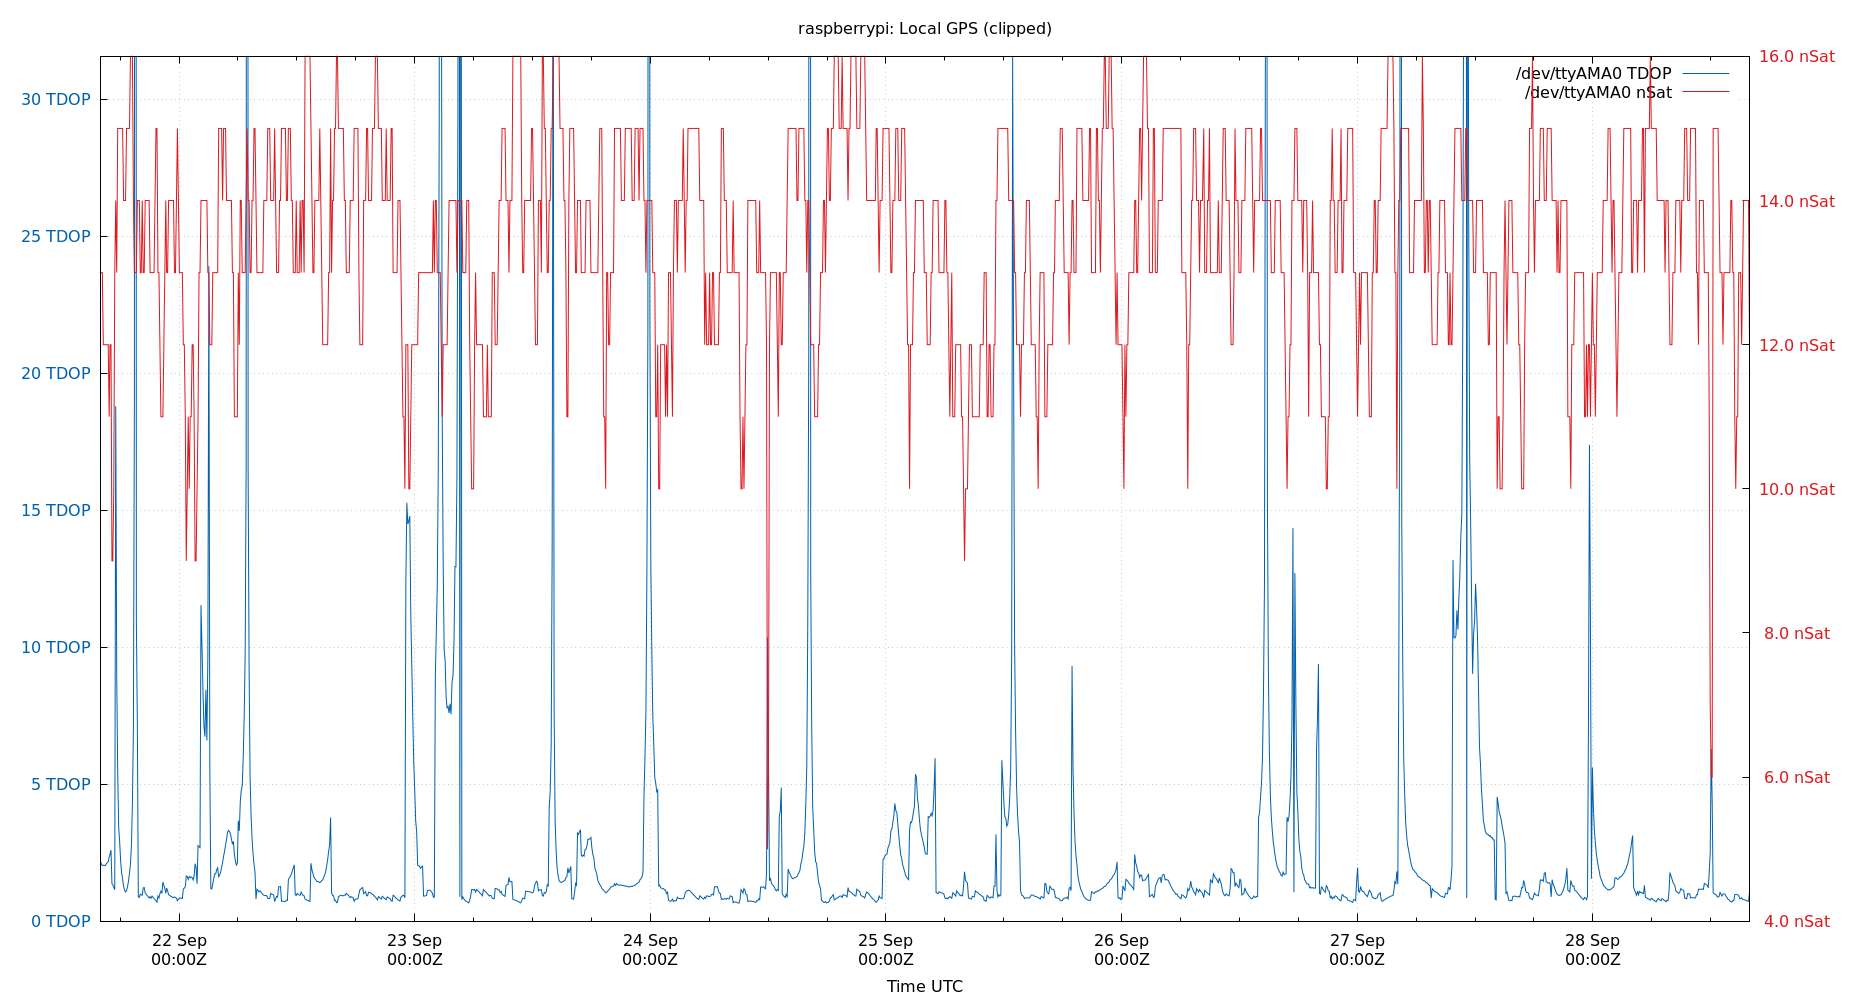 raspberrypi: Local GPS (clipped)
16.0 nSat
/dev/ttyAMA0 TDOP
/dev/ttyAMA0 nSat
30 TDOP
14.0 nSat
25 TDOP
12.0 nSat
20 TDOP
10.0 nSat
15 TDOP
8.0 nSat
10 TDOP
6.0 nSat
5 TDOP
4.0 nSat
0 TDOP
22 Sep 23 Sep 24 Sep 25 Sep 26 Sep 27 Sep 28 Sep
00:00Z 00:00Z 00:00Z 00:00Z 00:00Z 00:00Z 00:00Z
Time UTC